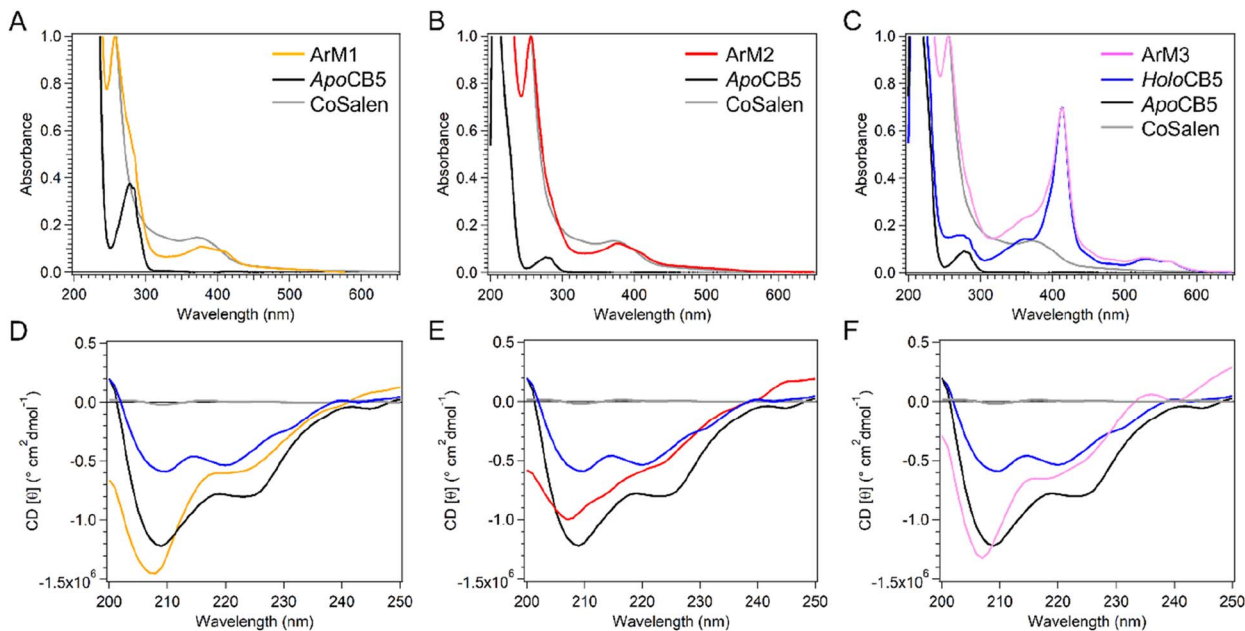 A
ArM1
ApoCB5
CoSalen
Absorbance
1.0
0.8
0.6
0.4
0.2
0.0
200 300 400 500 600
Wavelength (nm)
B
ArM2
ApoCB5
CoSalen
Absorbance
1.0
0.8
0.6
0.4
0.2
0.0
200 300 400 500 600
Wavelength (nm)
C
ArM3
HoloCB5
ApoCB5
CoSalen
Absorbance
1.0
0.8
0.6
0.4
0.2
0.0
200 300 400 500 600
Wavelength (nm)
D
CD [θ] (° cm² dmol⁻¹)
0.5
0.0
-0.5
-1.0
-1.5x10⁶
200 210 220 230 240 250
Wavelength (nm)
E
CD [θ] (° cm² dmol⁻¹)
0.5
0.0
-0.5
-1.0
-1.5x10⁶
200 210 220 230 240 250
Wavelength (nm)
F
CD [θ] (° cm² dmol⁻¹)
0.5
0.0
-0.5
-1.0
-1.5x10⁶
200 210 220 230 240 250
Wavelength (nm)